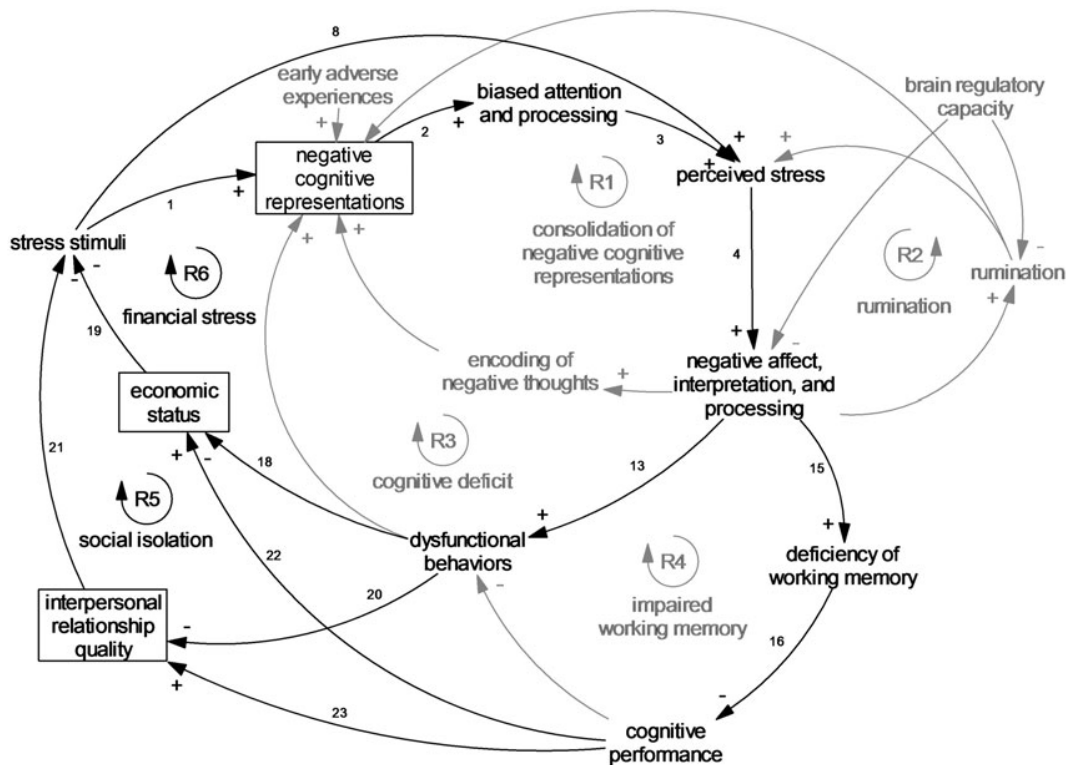 8
early adverse
experiences
+
biased attention
and processing
2
+
3
brain regulatory
capacity
negative
cognitive
representations
+
+
+
perceived stress
1
+
R1
consolidation of
negative cognitive
representations
stress stimuli
-
-
R6
financial stress
+
+
4
R2
rumination
-
rumination
+
19
encoding of
negative thoughts
+
+
-
negative affect,
interpretation, and
processing
economic
status
21
+
-
18
R3
cognitive deficit
13
15
R5
social isolation
+
+
dysfunctional
behaviors
deficiency of
working memory
22
20
-
R4
impaired
working memory
interpersonal
relationship
quality
-
+
16
23
-
cognitive
performance